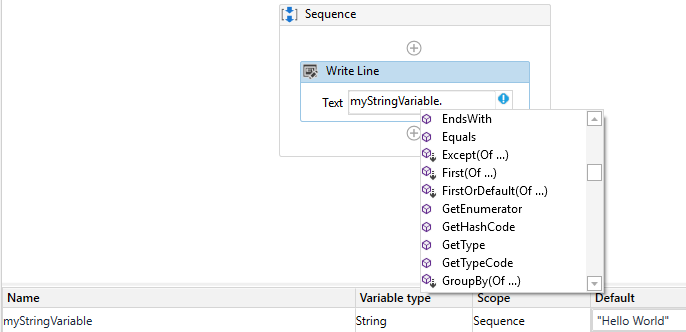 Sequence
Write Line
Text myStringVariable.
EndsWith
Equals
Except(Of ...)
First(Of ...)
FirstOrDefault(Of ...)
GetEnumerator
GetHashCode
GetType
GetTypeCode
GroupBy(Of ...)
Name Variable type Scope Default
myStringVariable String Sequence "Hello World"